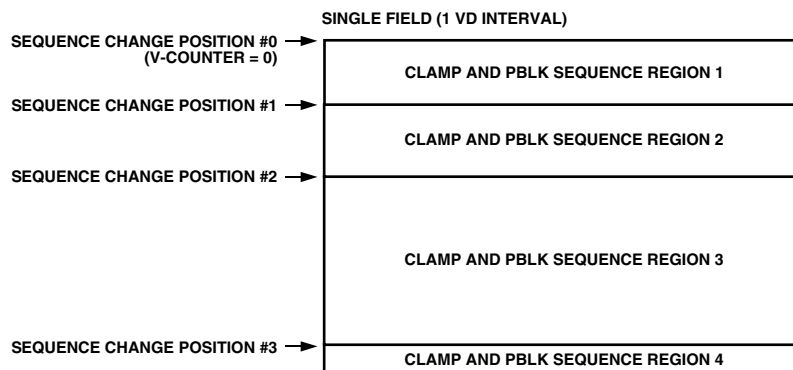 SINGLE FIELD (1 VD INTERVAL)
SEQUENCE CHANGE POSITION #0
(V-COUNTER = 0)
CLAMP AND PBLK SEQUENCE REGION 1
SEQUENCE CHANGE POSITION #1
CLAMP AND PBLK SEQUENCE REGION 2
SEQUENCE CHANGE POSITION #2
CLAMP AND PBLK SEQUENCE REGION 3
SEQUENCE CHANGE POSITION #3
CLAMP AND PBLK SEQUENCE REGION 4